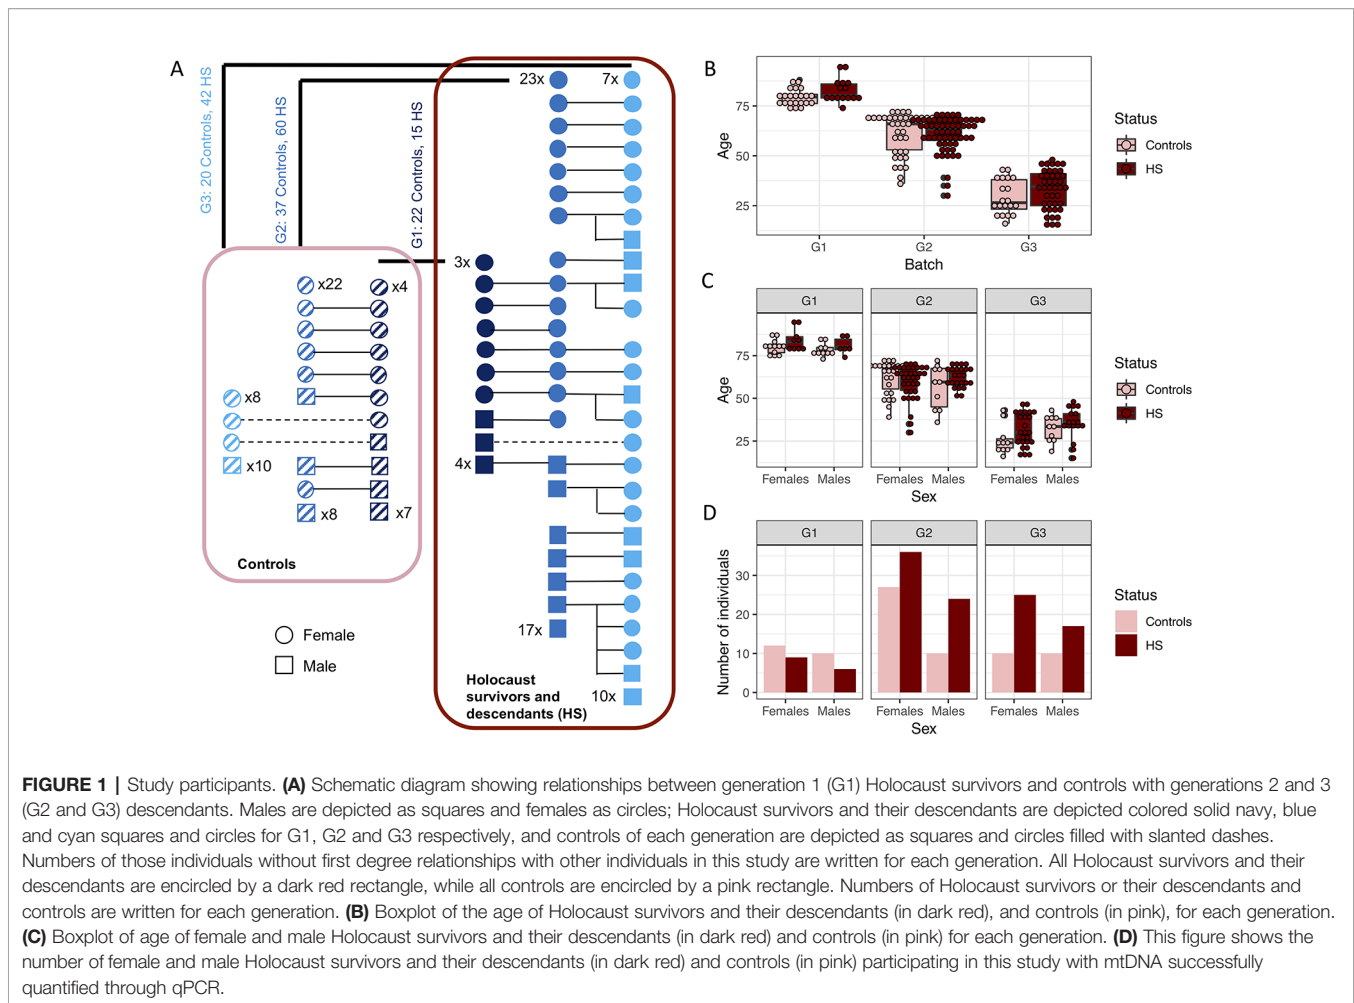 A
G3: 20 Controls, 42 HS
G2: 37 Controls, 60 HS
G1: 22 Controls, 15 HS
23x
7x
3x
x22
x4
x8
x10
4x
x8
x7
Controls
17x
10x
Female
Male
Holocaust
survivors and
descendants (HS)
B
Age
75
50
25
G1
G2
G3
Batch
Status
Controls
HS
C
G1
G2
G3
Age
75
50
25
Females
Males
Females
Males
Females
Males
Sex
Status
Controls
HS
D
G1
G2
G3
Number of individuals
30
20
10
0
Females
Males
Females
Males
Females
Males
Sex
Status
Controls
HS
FIGURE 1 | Study participants. (A) Schematic diagram showing relationships between generation 1 (G1) Holocaust survivors and controls with generations 2 and 3
(G2 and G3) descendants. Males are depicted as squares and females as circles; Holocaust survivors and their descendants are depicted colored solid navy, blue
and cyan squares and circles for G1, G2 and G3 respectively, and controls of each generation are depicted as squares and circles filled with slanted dashes.
Numbers of those individuals without first degree relationships with other individuals in this study are written for each generation. All Holocaust survivors and their
descendants are encircled by a dark red rectangle, while all controls are encircled by a pink rectangle. Numbers of Holocaust survivors or their descendants and
controls are written for each generation. (B) Boxplot of the age of Holocaust survivors and their descendants (in dark red), and controls (in pink), for each generation.
(C) Boxplot of age of female and male Holocaust survivors and their descendants (in dark red) and controls (in pink) for each generation. (D) This figure shows the
number of female and male Holocaust survivors and their descendants (in dark red) and controls (in pink) participating in this study with mtDNA successfully
quantified through qPCR.